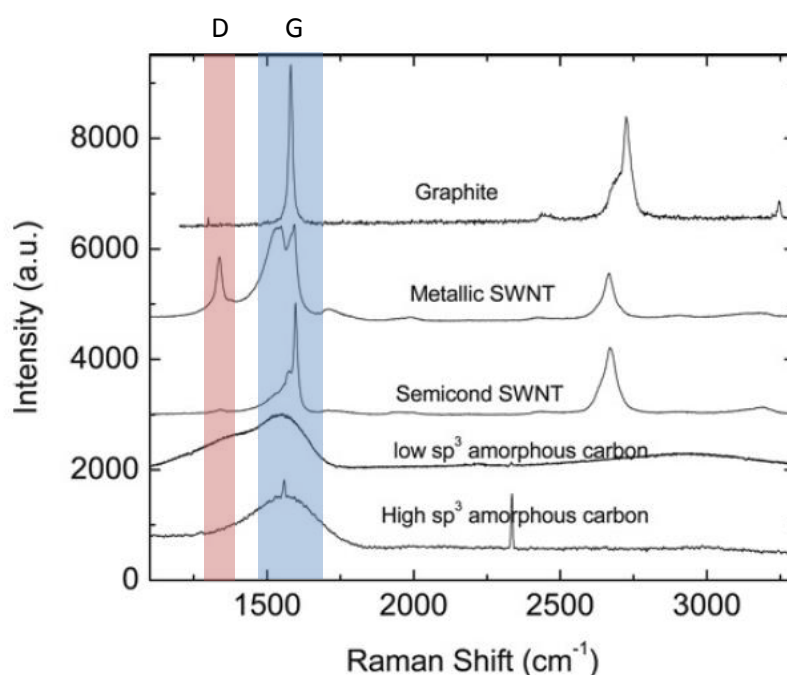 D G
8000
Graphite
6000
Metallic SWNT
4000
Semicond SWNT
low sp³ amorphous carbon
2000
High sp³ amorphous carbon
0
1500 2000 2500 3000
Intensity (a.u.)
Raman Shift (cm⁻¹)